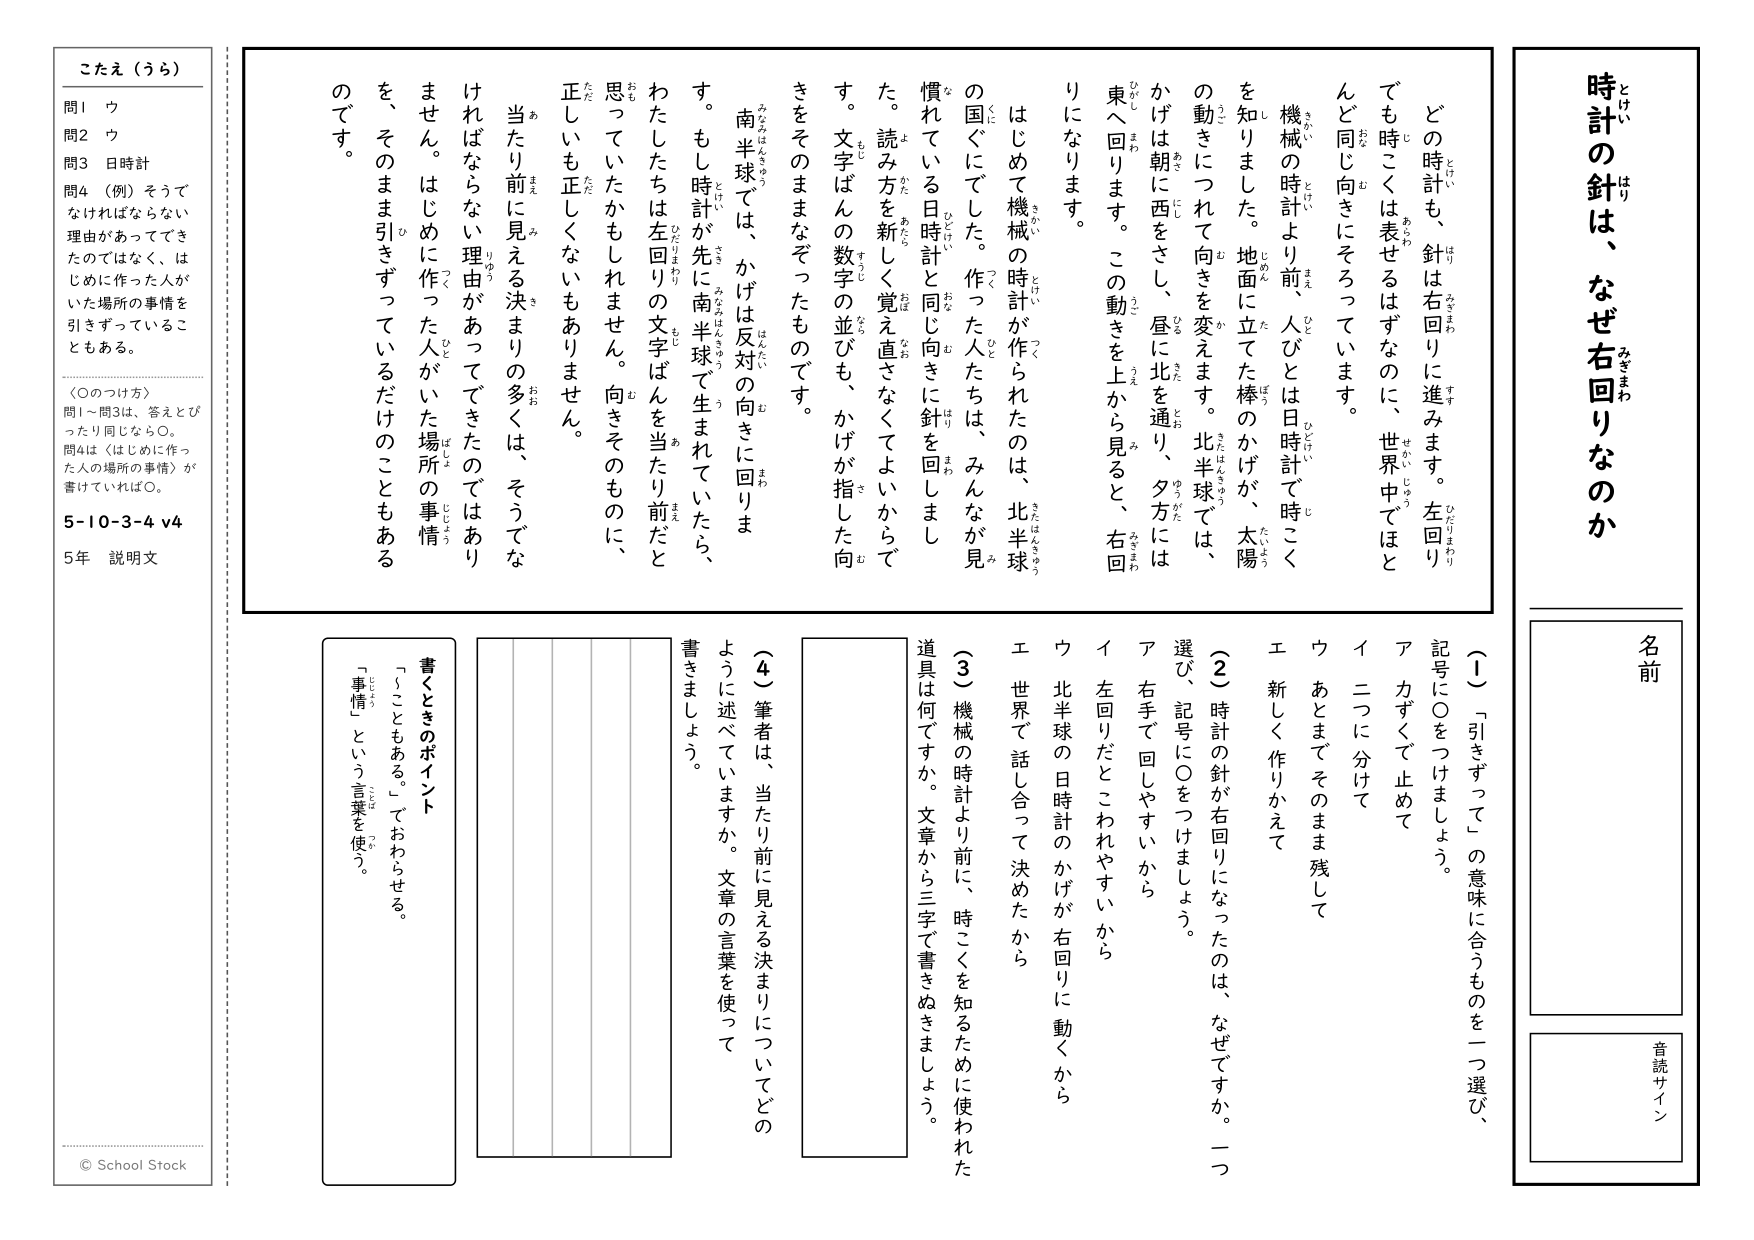 時計の針は、なぜ右回りなのか
名前
音読サイン
どの時計も、針は右回りに進みます。左回り
でも時こくは表せるはずなのに、世界中でほと
んど同じ向きにそろっています。
機械の時計より前、人びとは日時計で時こく
を知りました。地面に立てた棒のかげが、太陽
の動きにつれて向きを変えます。北半球では、
かげは朝に西をさし、昼に北を通り、夕方には
東へ回ります。この動きを上から見ると、右回
りになります。
はじめて機械の時計が作られたのは、北半球
の国ぐにでした。作った人たちは、みんなが見
慣れている日時計と同じ向きに針を回しまし
た。読み方を新しく覚え直さなくてよいからで
す。文字ばんの数字の並びも、かげが指した向
きをそのままなぞったものです。
南半球では、かげは反対の向きに回りま
す。もし時計が先に南半球で生まれていたら、
わたしたちは左回りの文字ばんを当たり前だと
思っていたかもしれません。向きそのものに、
正しいも正しくないもありません。
当たり前に見える決まりの多くは、そうでな
ければならない理由があってできたのではあり
ません。はじめに作った人がいた場所の事情
を、そのまま引きずっているだけのこともある
のです。
(1)「引きずって」の意味に合うものを一つ選び、
記号に○をつけましょう。
ア 力ずくで 止めて
イ 二つに 分けて
ウ あとまで そのまま 残して
エ 新しく 作りかえて
(2) 時計の針が右回りになったのは、なぜですか。一つ
選び、記号に○をつけましょう。
ア 右手で 回しやすい から
イ 左回りだと こわれやすい から
ウ 北半球の 日時計の かげが 右回りに 動く から
エ 世界で 話し合って 決めた から
(3) 機械の時計より前に、時こくを知るために使われた
道具は何ですか。文章から三字で書きぬきましょう。
(4) 筆者は、当たり前に見える決まりについてどの
ように述べていますか。文章の言葉を使って
書きましょう。
書くときのポイント
「〜こともある。」でおわらせる。
「事情」という言葉を使う。
こたえ（うら）
問1 ウ
問2 ウ
問3 日時計
問4 （例）そうで
なければならない
理由があってでき
たのではなく、は
じめに作った人が
いた場所の事情を
引きずっているこ
ともある。
〈○のつけ方〉
問1〜問3は、答えとぴ
ったり同じなら○。
問4は〈はじめに作っ
た人の場所の事情〉が
書けていれば○。
5-10-3-4 v4
5年 説明文
© School Stock